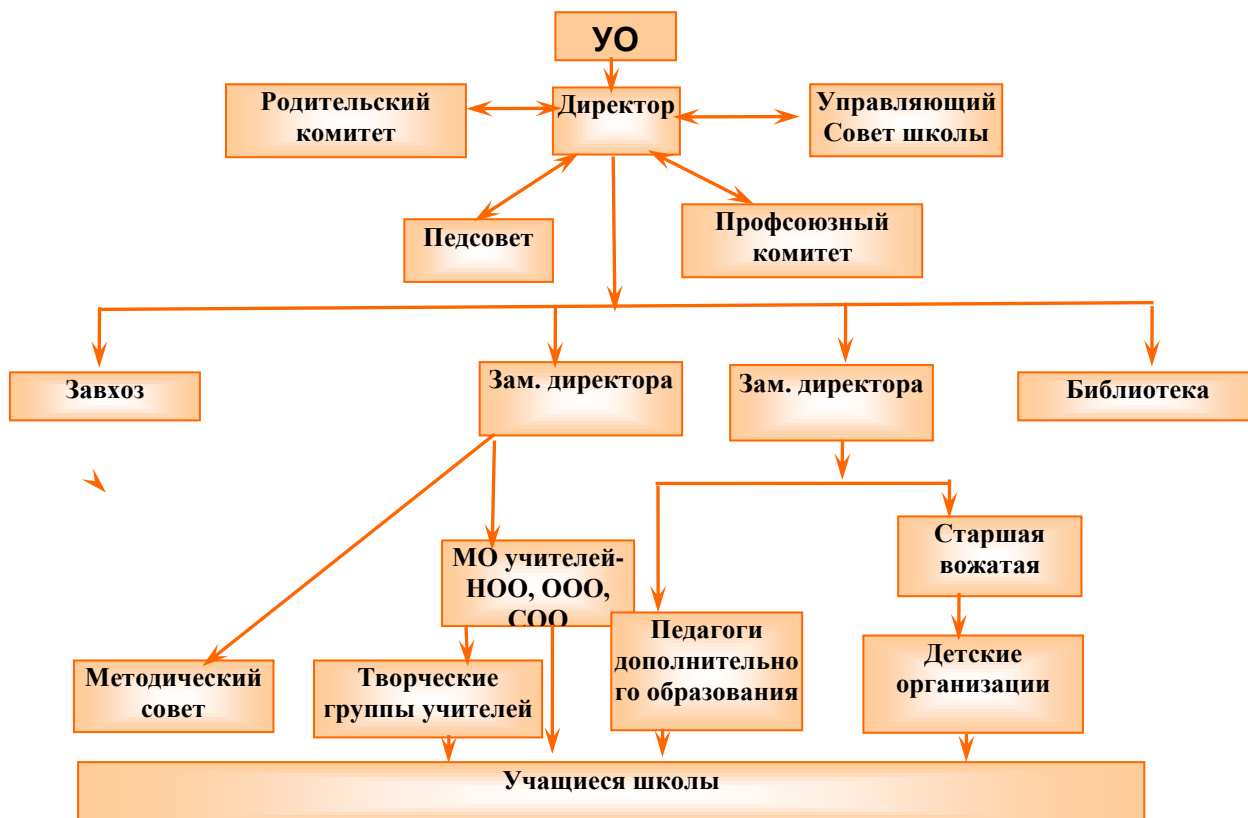 УО
Родительский
комитет
Директор
Управляющий
Совет школы
Педсовет
Профсоюзный
комитет
Завхоз
Зам. директора
Зам. директора
Библиотека
МО учителей-
НОО, ООО,
СОО
Старшая
вожатая
Методический
совет
Творческие
группы учителей
Педагоги
дополнительно
го образования
Детские
организации
Учащиеся школы